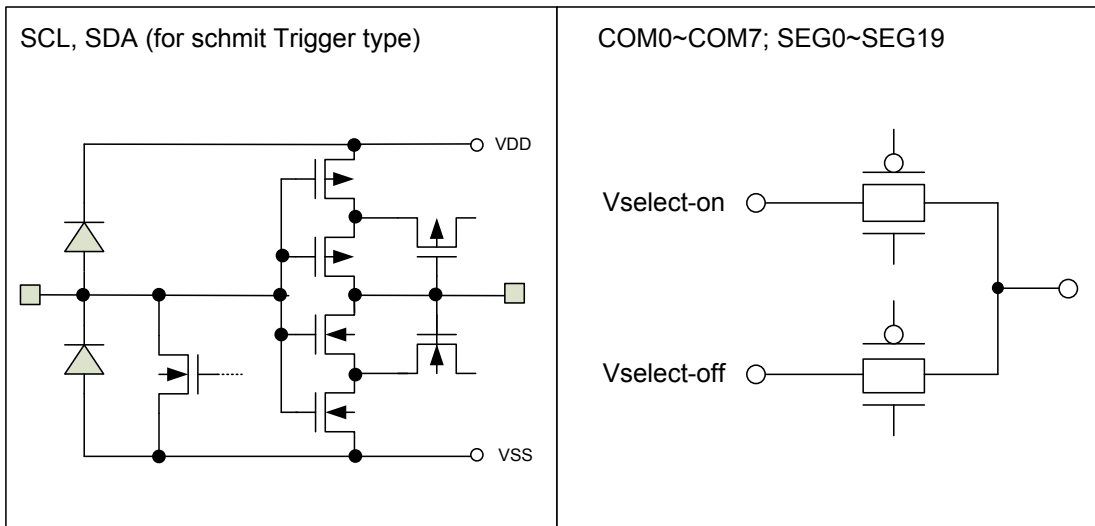 SCL, SDA (for schmit Trigger type)
VDD
VSS
COM0~COM7; SEG0~SEG19
Vselect-on
Vselect-off